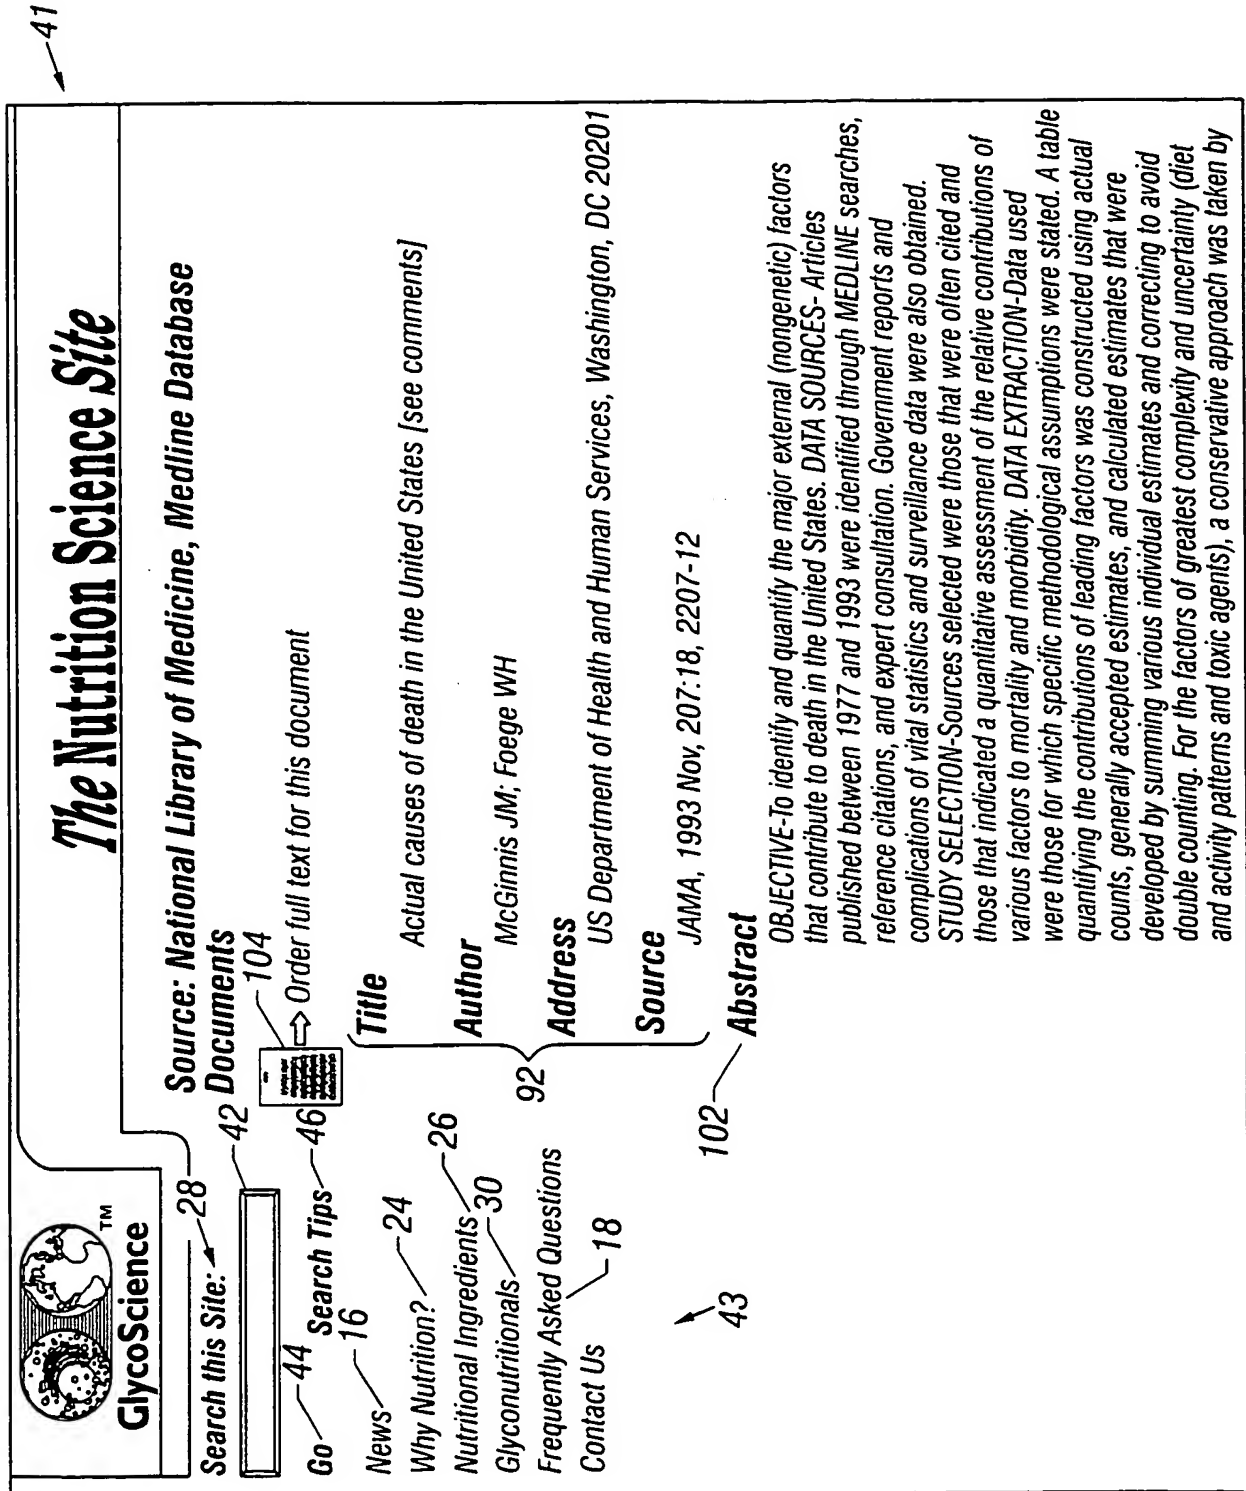 41
The Nutrition Science Site
GlycoScience
TM
Source: National Library of Medicine, Medline Database
Documents
104
Order full text for this document
Search this Site:
28
42
Go
44
Search Tips
46
News
16
Why Nutrition?
24
Nutritional Ingredients
26
Glyconutritionals
30
Frequently Asked Questions
18
Contact Us
43
92
Title
Actual causes of death in the United States [see comments]
Author
McGinnis JM; Foege WH
Address
US Department of Health and Human Services, Washington, DC 20201
Source
JAMA, 1993 Nov, 207:18, 2207-12
102
Abstract
OBJECTIVE-To identify and quantify the major external (nongenetic) factors
that contribute to death in the United States. DATA SOURCES- Articles
published between 1977 and 1993 were identified through MEDLINE searches,
reference citations, and expert consultation. Government reports and
complications of vital statistics and surveillance data were also obtained.
STUDY SELECTION-Sources selected were those that were often cited and
those that indicated a quantitative assessment of the relative contributions of
various factors to mortality and morbidity. DATA EXTRACTION-Data used
were those for which specific methodological assumptions were stated. A table
quantifying the contributions of leading factors was constructed using actual
counts, generally accepted estimates, and calculated estimates that were
developed by summing various individual estimates and correcting to avoid
double counting. For the factors of greatest complexity and uncertainty (diet
and activity patterns and toxic agents), a conservative approach was taken by